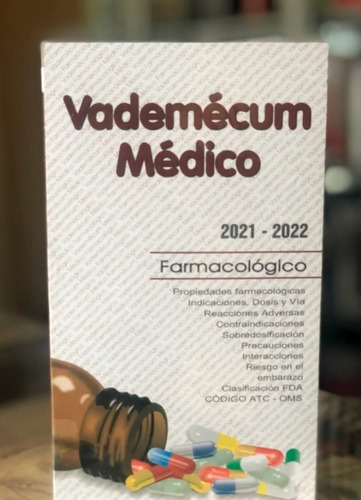 Vademécum
Médico
2021 - 2022
Farmacológico
Propiedades farmacológicas
Indicaciones, Dosis y Vía
Reacciones Adversas
Contraindicaciones
Sobredosificación
Precauciones
Interacciones
Riesgo en el
embarazo
Clasificación FDA
CÓDIGO ATC - OMS